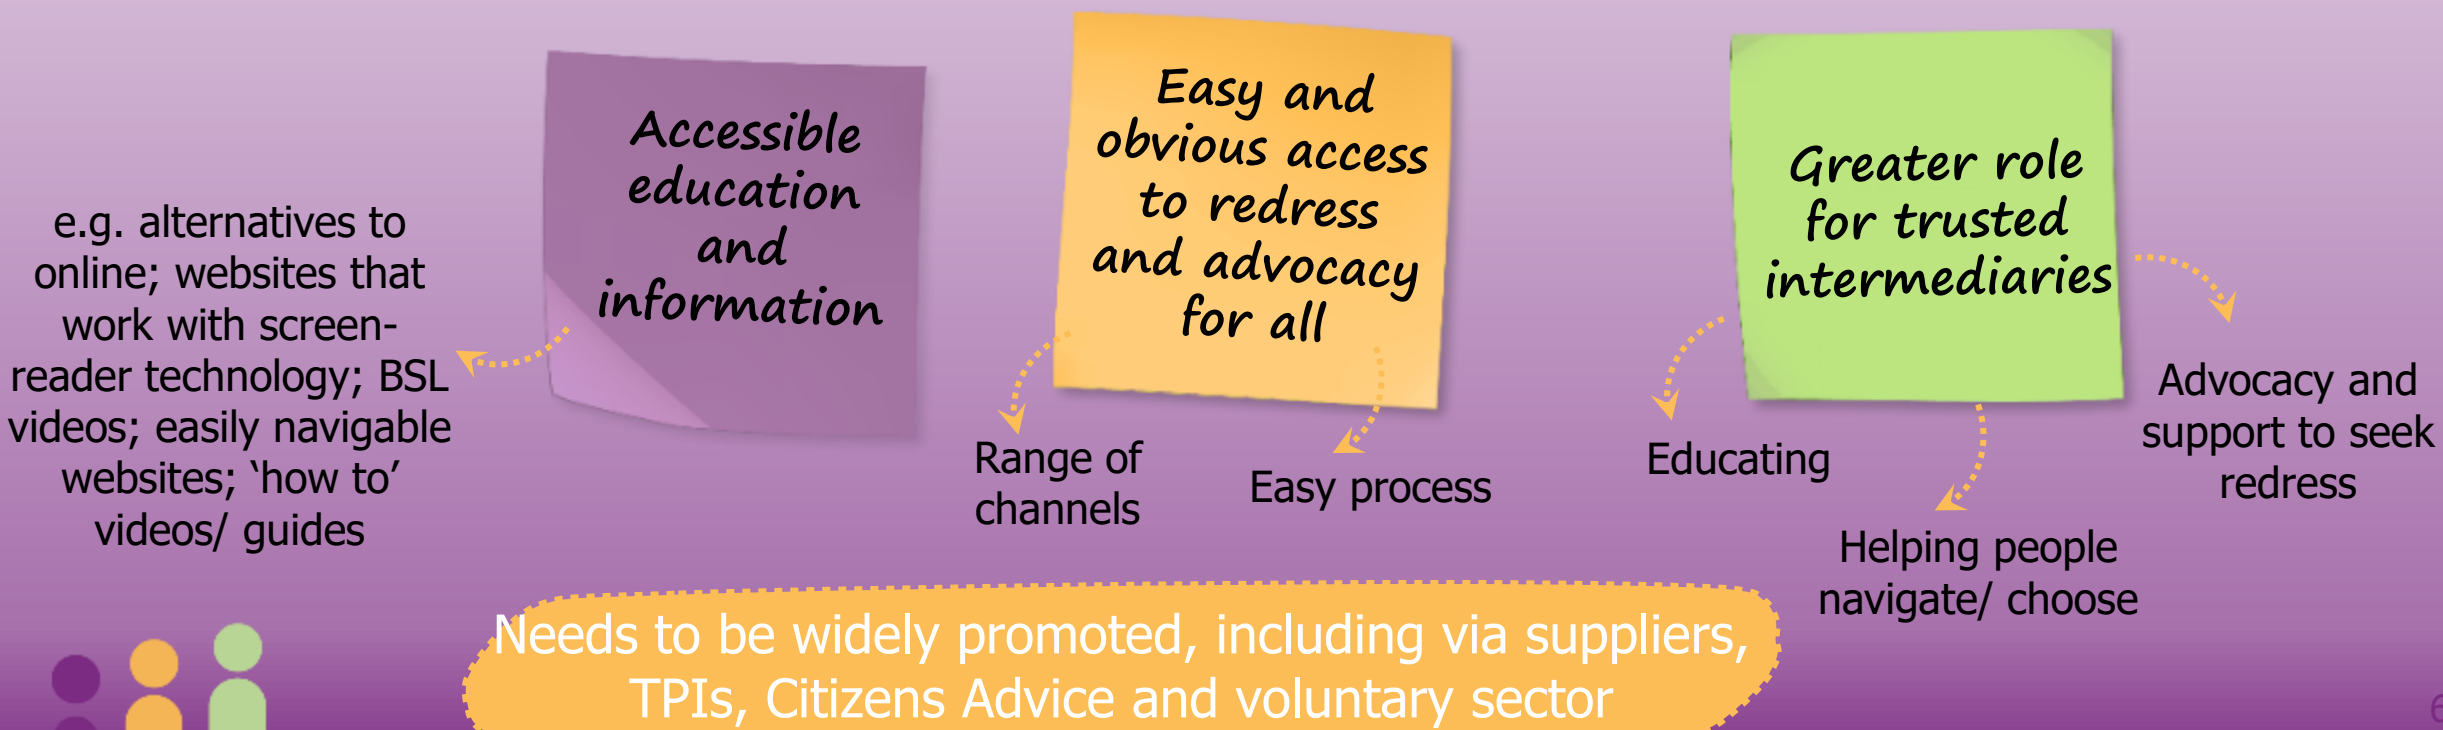 Accessible
education
and
information
e.g. alternatives to
online; websites that
work with screen-
reader technology; BSL
videos; easily navigable
websites; ‘how to’
videos/ guides
Easy and
obvious access
to redress
and advocacy
for all
Range of
channels
Easy process
Greater role
for trusted
intermediaries
Educating
Helping people
navigate/ choose
Advocacy and
support to seek
redress
Needs to be widely promoted, including via suppliers,
TPIs, Citizens Advice and voluntary sector